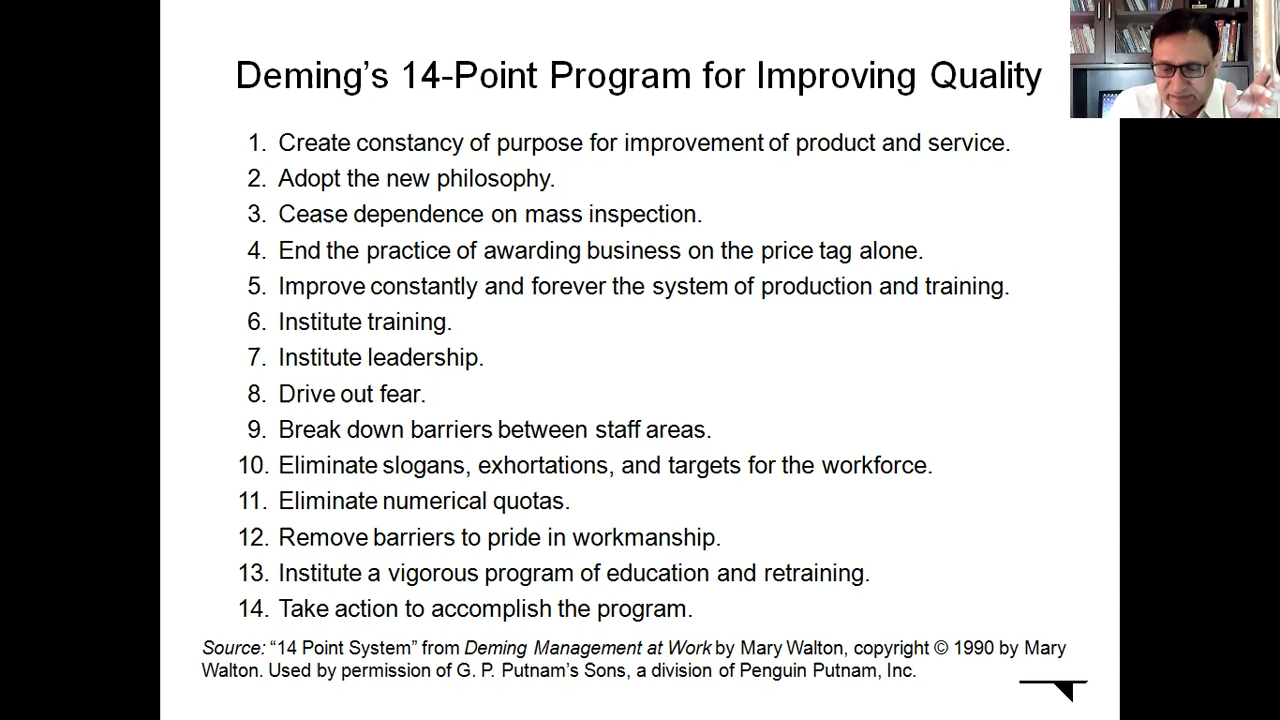 Deming's 14-Point Program for Improving Quality
1. Create constancy of purpose for improvement of product and service.
2. Adopt the new philosophy.
3. Cease dependence on mass inspection.
4. End the practice of awarding business on the price tag alone.
5. Improve constantly and forever the system of production and training.
6. Institute training.
7. Institute leadership.
8. Drive out fear.
9. Break down barriers between staff areas.
10. Eliminate slogans, exhortations, and targets for the workforce.
11. Eliminate numerical quotas.
12. Remove barriers to pride in workmanship.
13. Institute a vigorous program of education and retraining.
14. Take action to accomplish the program.
Source: “14 Point System” from Deming Management at Work by Mary Walton, copyright © 1990 by Mary
Walton. Used by permission of G. P. Putnam’s Sons, a division of Penguin Putnam, Inc.